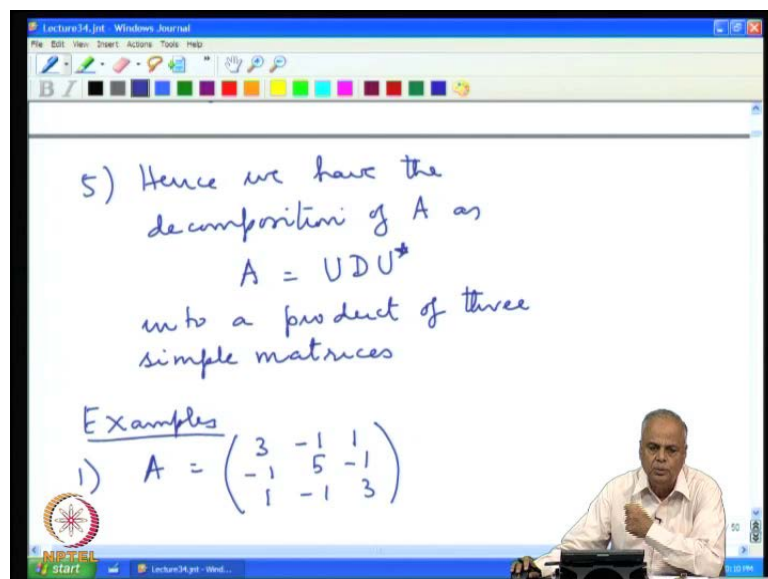 Lecture34.jnt - Windows Journal
File Edit View Insert Actions Tools Help
B I
5) Hence we have the
decomposition of A as
A = UDU*
into a product of three
simple matrices
Examples
1) A = ( 3 -1 1
-1 5 -1
1 -1 3 )
50
NPTEL
start Lecture34.jnt - Wind...